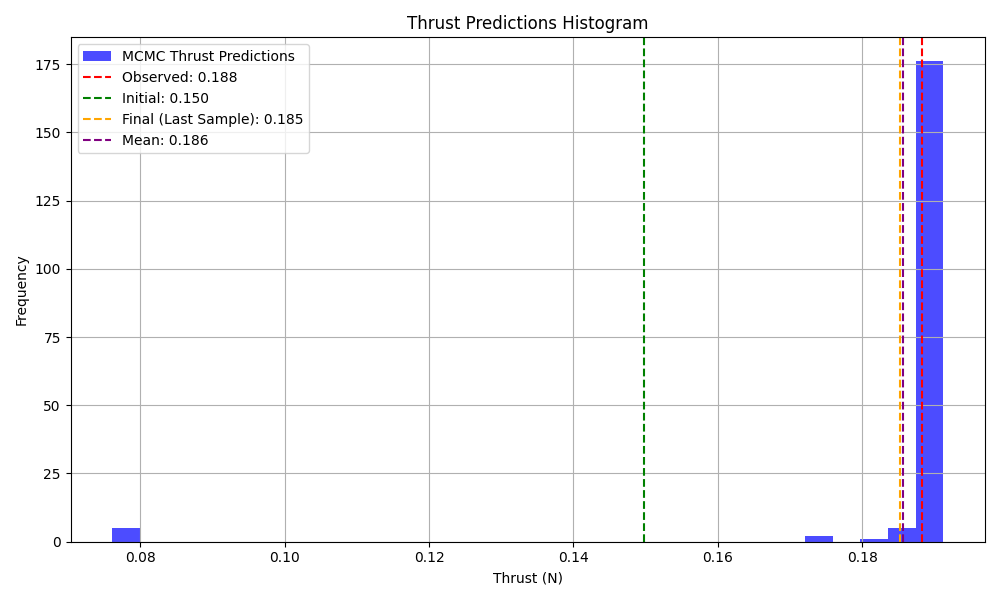 Thrust Predictions Histogram
MCMC Thrust Predictions
Observed: 0.188
Initial: 0.150
Final (Last Sample): 0.185
Mean: 0.186
Frequency
175
150
125
100
75
50
25
0
0.08 0.10 0.12 0.14 0.16 0.18
Thrust (N)